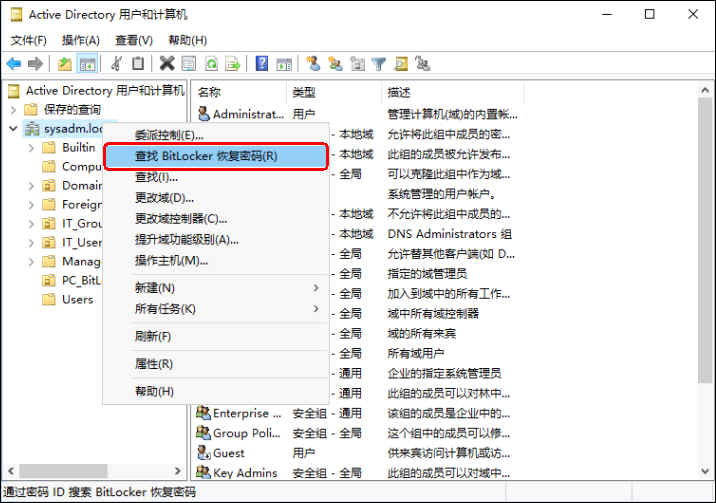 Active Directory 用户和计算机
文件(F) 操作(A) 查看(V) 帮助(H)
Active Directory 用户和计算机
保存的查询
sysadm.loc
Builtin
Compu
Domain
Foreign
IT_Grou
IT_User
Manage
PC_BitL
Users
委派控制(E)...
查找 BitLocker 恢复密码(R)
查找(I)...
更改域(D)...
更改域控制器(C)...
提升域功能级别(A)...
操作主机(M)...
新建(N)
所有任务(K)
刷新(F)
属性(R)
帮助(H)
名称 类型 描述
Administrat... 用户 管理计算机(域)的内置帐...
- 本地域 允许将此组中成员的密...
- 本地域 此组的成员被允许发布...
- 全局 可以克隆此组中作为域...
系统管理的用户帐户。
- 本地域 不允许将此组中成员的...
- 本地域 DNS Administrators 组
- 全局 允许替其他客户端(如 D...
- 全局 指定的域管理员
- 全局 加入到域中的所有工作...
- 全局 域中所有域控制器
- 全局 域的所有来宾
- 全局 所有域用户
- 通用 企业的指定系统管理员
- 通用 此组的成员可以对林中...
Enterprise ... 安全组 - 通用 该组的成员是企业中的...
Group Poli... 安全组 - 全局 这个组中的成员可以修...
Guest 用户 供来宾访问计算机或访...
Key Admins 安全组 - 全局 此组的成员可以对域中...
通过密码 ID 搜索 BitLocker 恢复密码